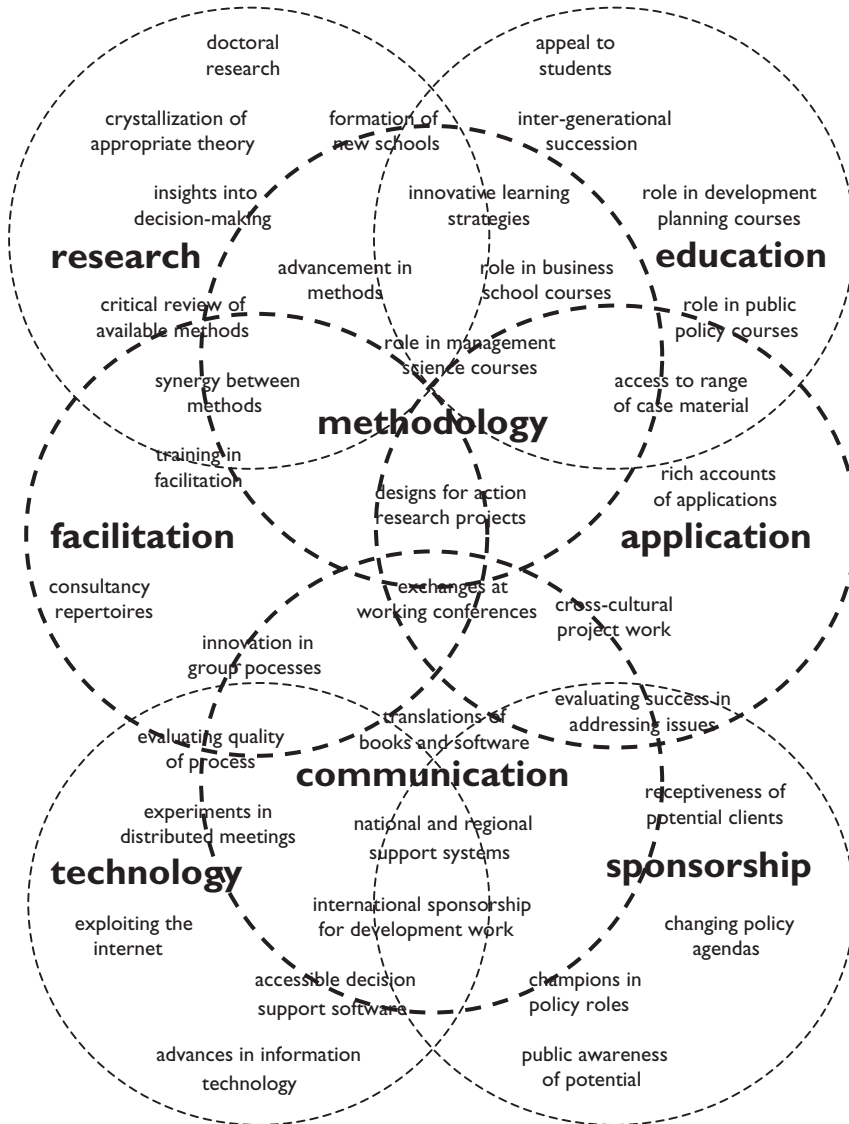 doctoral
research
appeal to
students
crystallization of
appropriate theory
formation of
new schools
inter-generational
succession
insights into
decision-making
innovative learning
strategies
role in development
planning courses
research
education
advancement in
methods
role in business
school courses
critical review of
available methods
role in public
policy courses
role in management
science courses
synergy between
methods
access to range
of case material
methodology
training in
facilitation
rich accounts
of applications
designs for action
research projects
facilitation
application
consultancy
repertoires
exchanges at
working conferences
cross-cultural
project work
innovation in
group pocesses
evaluating success in
addressing issues
translations of
books and software
evaluating quality
of process
communication
receptiveness of
potential clients
experiments in
distributed meetings
national and regional
support systems
technology
sponsorship
exploiting the
internet
international sponsorship
for development work
changing policy
agendas
accessible decision
support software
champions in
policy roles
advances in information
technology
public awareness
of potential